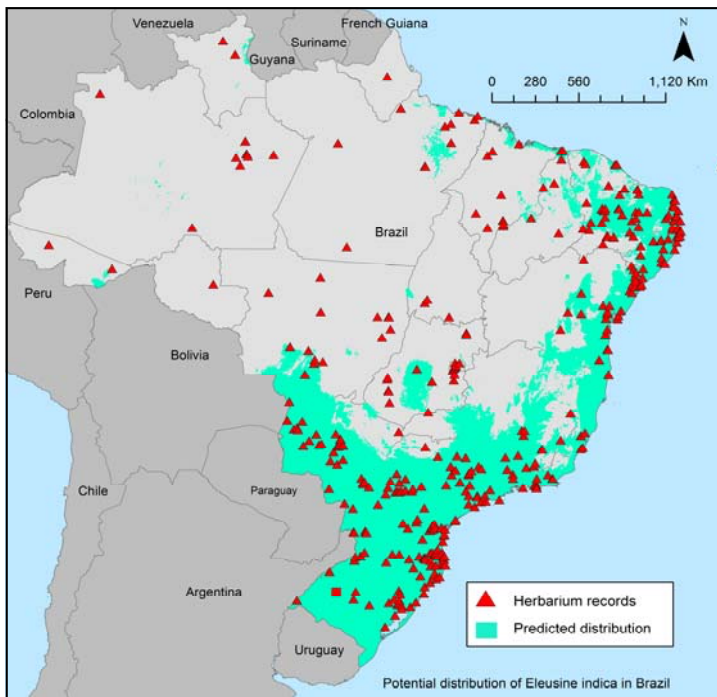 Venezuela
French Guiana
Suriname
Guyana
N
0 280 560 1,120 Km
Colombia
Brazil
Peru
Bolivia
Chile
Paraguay
Argentina
Herbarium records
Predicted distribution
Uruguay
Potential distribution of Eleusine indica in Brazil